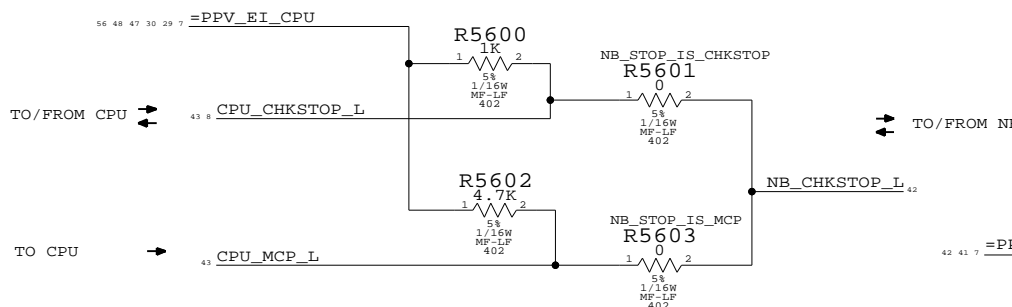 56 48 47 30 29 7 =PPV_EI_CPU
R5600
1K
1 2
5%
1/16W
MF-LF
402
NB_STOP_IS_CHKSTOP
R5601
0
1 2
5%
1/16W
MF-LF
402
TO/FROM CPU
43 8 CPU_CHKSTOP_L
TO/FROM
R5602
4.7K
1 2
5%
1/16W
MF-LF
402
NB_CHKSTOP_L 42
NB_STOP_IS_MCP
R5603
0
1 2
5%
1/16W
MF-LF
402
TO CPU
43 CPU_MCP_L
42 41 7